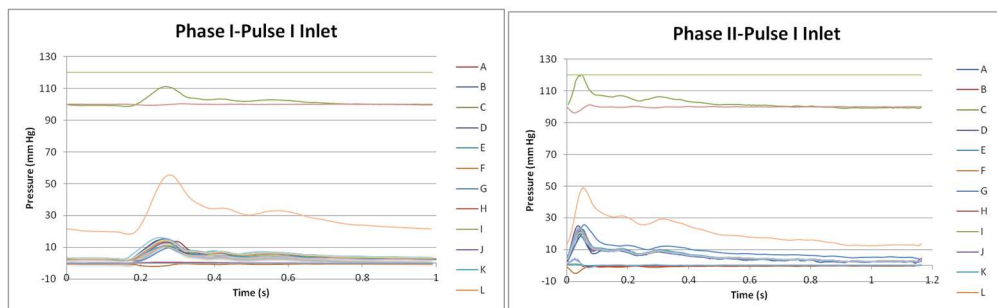 Phase I-Pulse I Inlet
Pressure (mm Hg)
130
110
90
70
50
30
10
-10
0
0.2
0.4
0.6
0.8
1
Time (s)
A
B
C
D
E
F
G
H
I
J
K
L
Phase II-Pulse I Inlet
Pressure (mm Hg)
130
110
90
70
50
30
10
-10
0
0.2
0.4
0.6
0.8
1
1.2
Time (s)
A
B
C
D
E
F
G
H
I
J
K
L